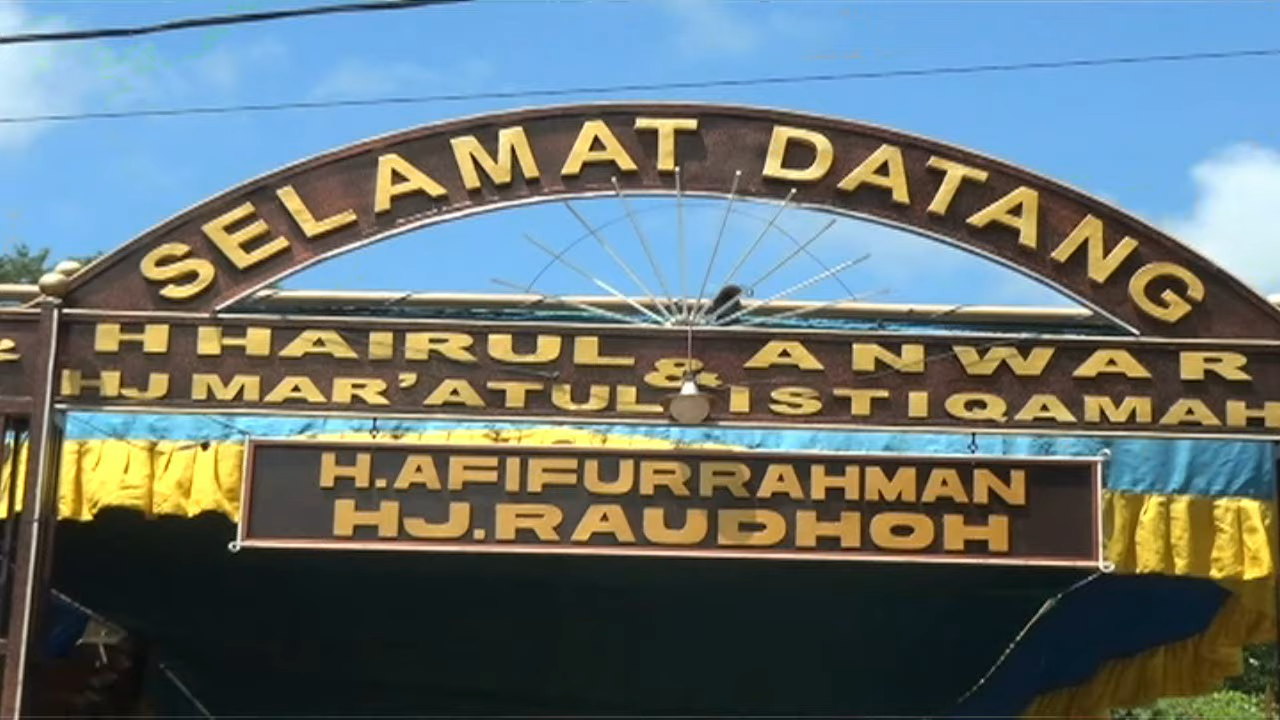 SELAMAT DATANG
H HAIRUL ANWAR
&
HJ MAR'ATUL ISTIQAMAH
H.AFIFURRAHMAN
HJ.RAUDHOH